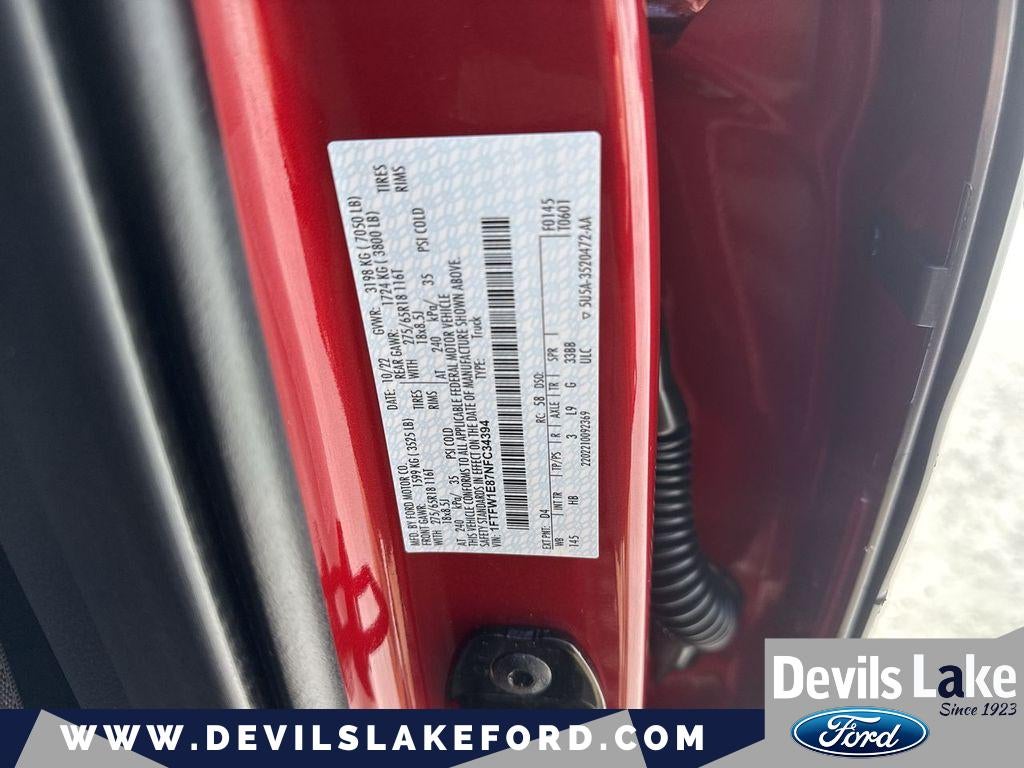 MFD. BY FORD MOTOR CO.
DATE: 10/22 GVWR: 3198 KG ( 7050 LB)
FRONT GAWR: 1599 KG ( 3525 LB) REAR GAWR: 1724 KG ( 3800 LB)
WITH 275/65R18 116T TIRES WITH 275/65R18 116T TIRES
18x8.5J RIMS 18x8.5J RIMS
AT 240 kPa/ 35 PSI COLD AT 240 kPa/ 35 PSI COLD
THIS VEHICLE CONFORMS TO ALL APPLICABLE FEDERAL MOTOR VEHICLE
SAFETY STANDARDS IN EFFECT ON THE DATE OF MANUFACTURE SHOWN ABOVE.
VIN: 1FTFW1E87NFC34394 TYPE: Truck
EXT PNT: D4 RC: 58 DSO: F0145
T0601
WB INT TR TP/PS R AXLE TR SPR
145 HB 3 L9 G 33BB
ULC ▽ 5U5A-3520472-AA
2202210092369
Devils Lake
Since 1923
Ford
WWW.DEVILSLAKEFORD.COM